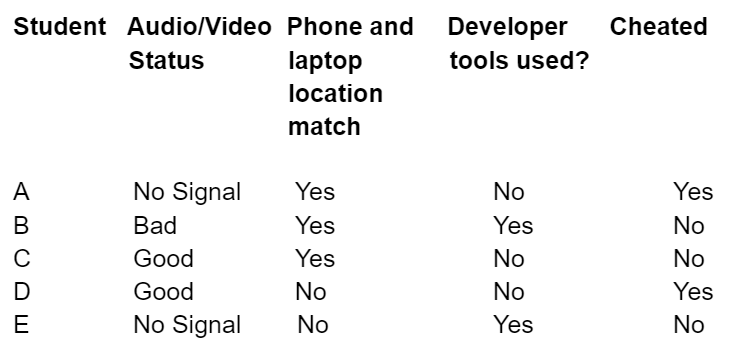 Student Audio/Video Phone and Developer Cheated
Status laptop tools used?
location
match
A No Signal Yes No Yes
B Bad Yes Yes No
C Good Yes No No
D Good No No Yes
E No Signal No Yes No